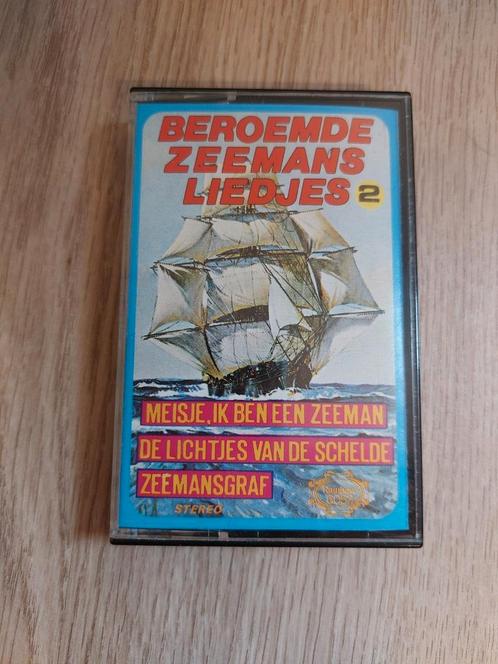 BEROEMDE
ZEEMANS
LIEDJES 2
MEISJE, IK BEN EEN ZEEMAN
DE LICHTJES VAN DE SCHELDE
ZEEMANSGRAF
STEREO